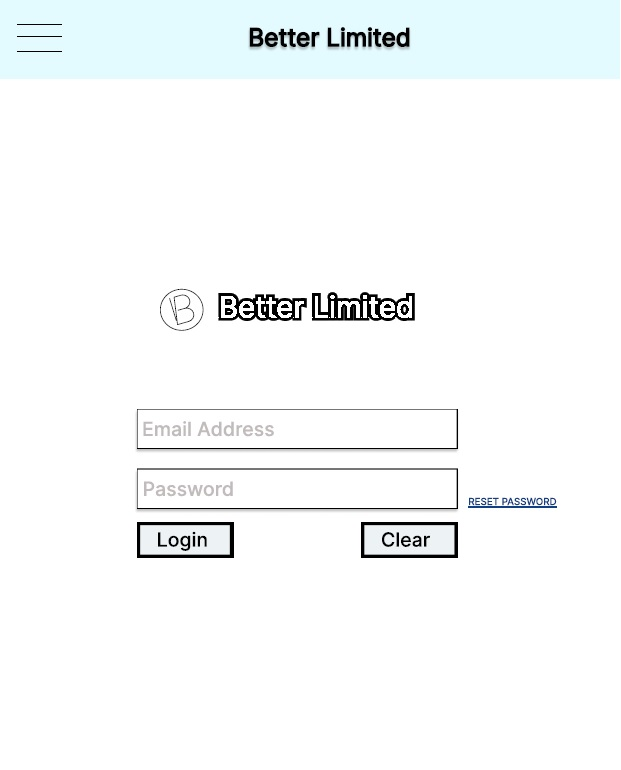 Better Limited
B Better Limited
Email Address
Password
RESET PASSWORD
Login Clear